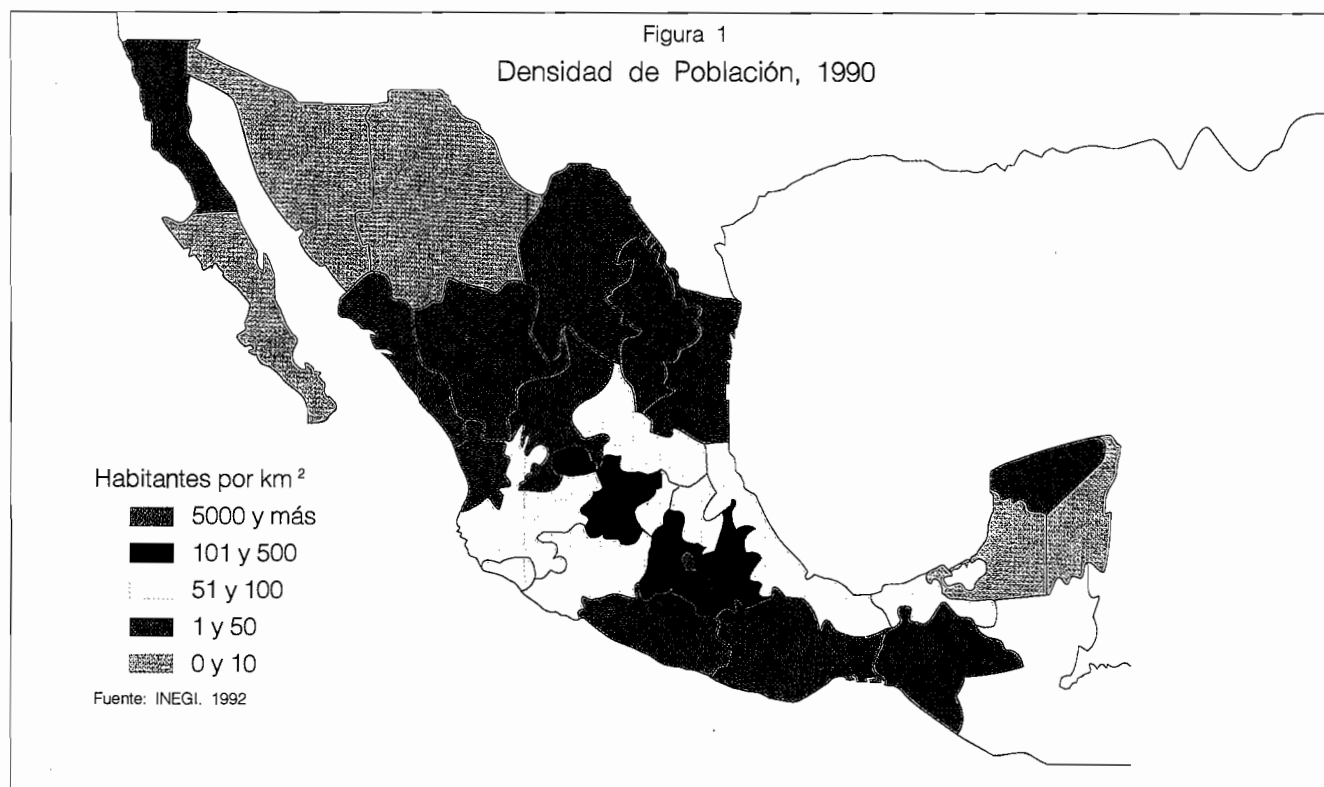 Figura 1
Densidad de Población, 1990
Habitantes por km²
5000 y más
101 y 500
51 y 100
1 y 50
0 y 10
Fuente: INEGI. 1992